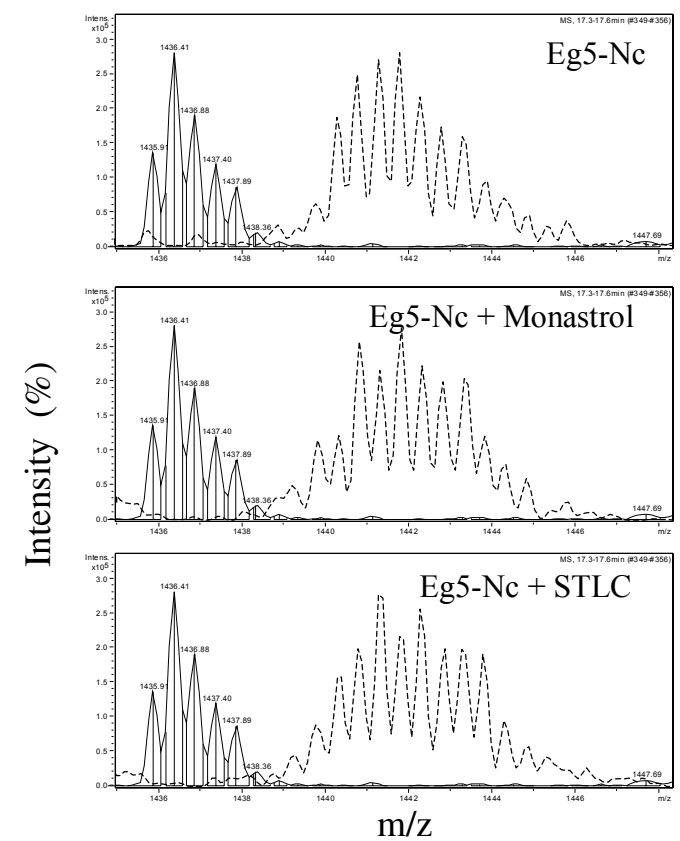 Intens.
x10⁵
MS, 17.3-17.6min (#349-#356)
Eg5-Nc
3.0
2.5
2.0
1.5
1.0
0.5
0.0
1435.91
1436.41
1436.88
1437.40
1437.89
1438.36
1447.69
1436 1438 1440 1442 1444 1446 m/z
Intens.
x10⁵
MS, 17.3-17.6min (#349-#356)
Eg5-Nc + Monastrol
3.0
2.5
2.0
1.5
1.0
0.5
0.0
1435.91
1436.41
1436.88
1437.40
1437.89
1438.36
1447.69
1436 1438 1440 1442 1444 1446 m/z
Intensity (%)
Intens.
x10⁵
MS, 17.3-17.6min (#349-#356)
Eg5-Nc + STLC
3.0
2.5
2.0
1.5
1.0
0.5
0.0
1435.91
1436.41
1436.88
1437.40
1437.89
1438.36
1447.69
1436 1438 1440 1442 1444 1446 m/z
m/z